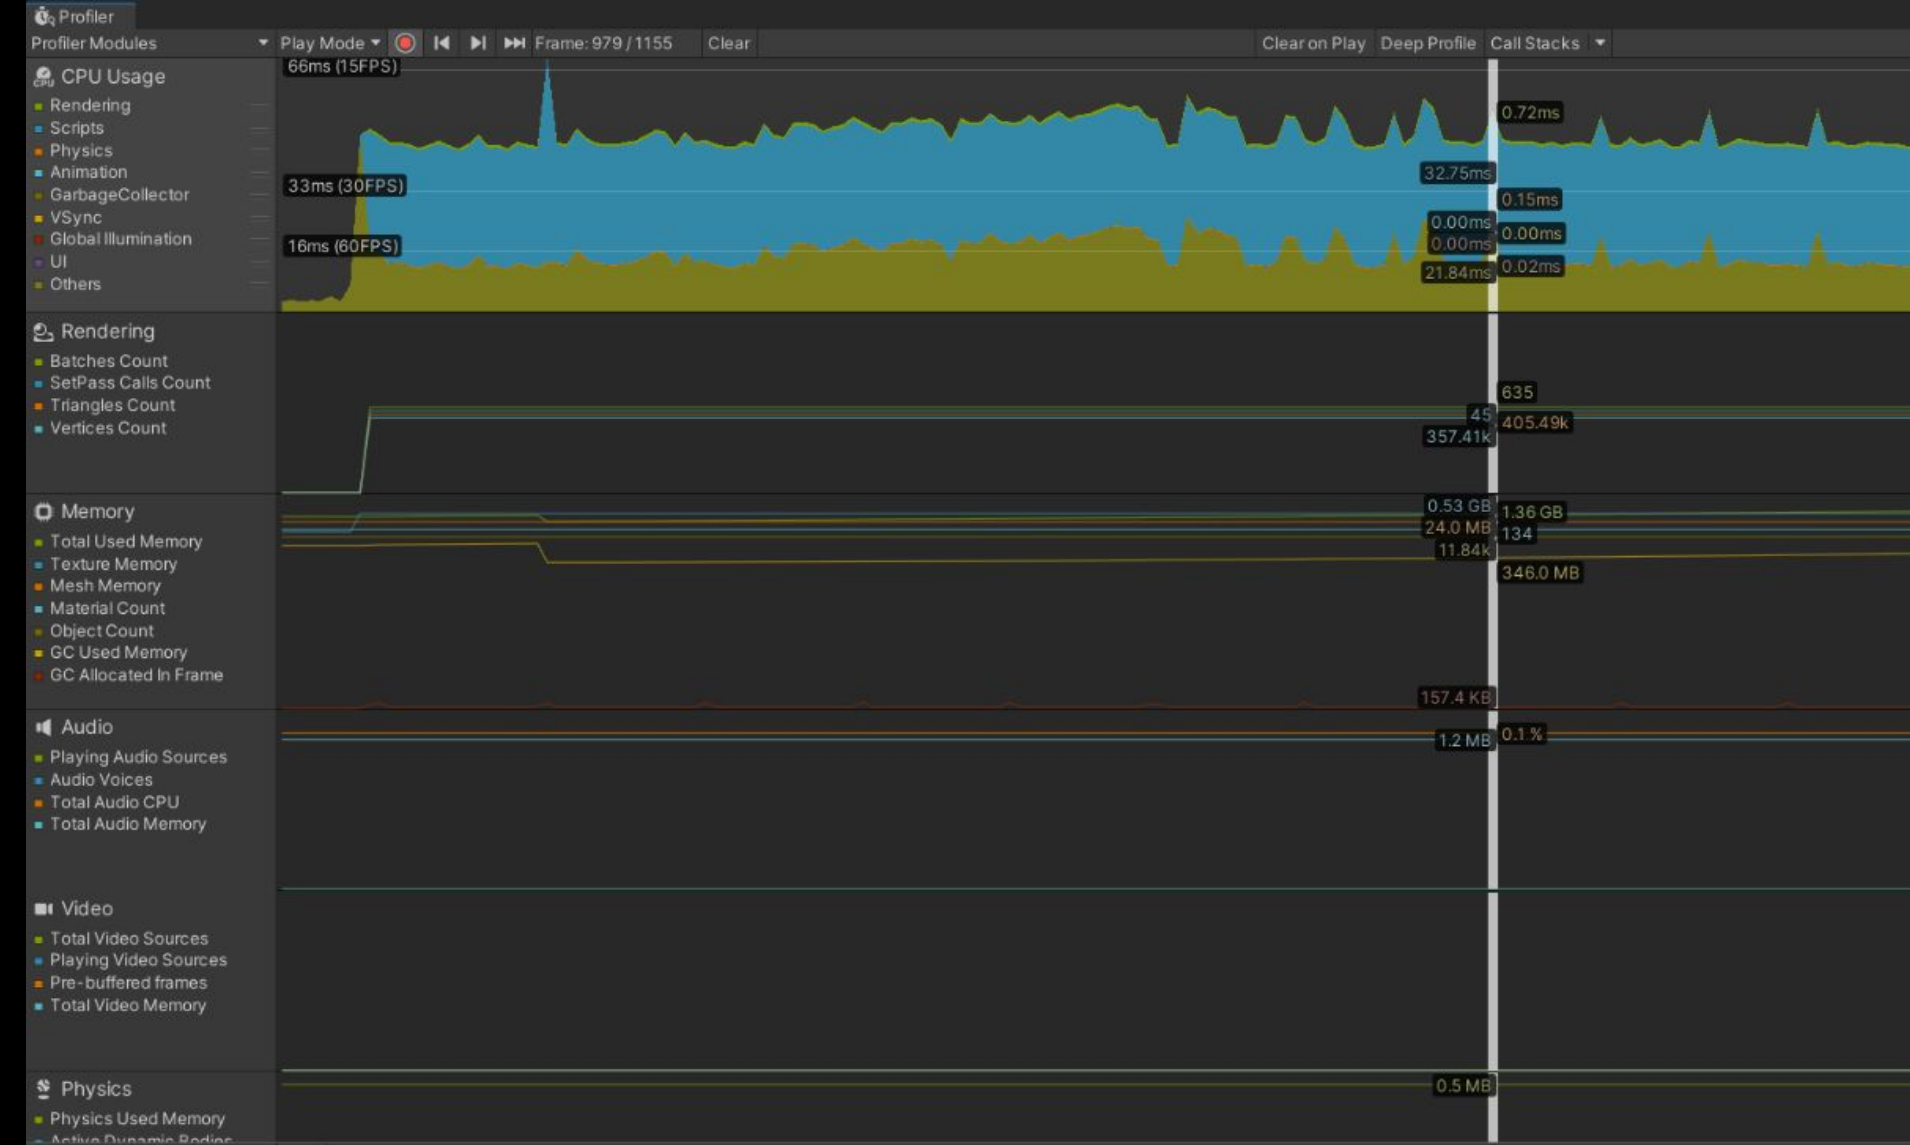 Profiler
Profiler Modules
Play Mode
Frame: 979 / 1155
Clear
Clear on Play
Deep Profile
Call Stacks
CPU Usage
Rendering
Scripts
Physics
Animation
GarbageCollector
VSync
Global Illumination
UI
Others
66ms (15FPS)
33ms (30FPS)
16ms (60FPS)
0.72ms
32.75ms
0.15ms
0.00ms
0.00ms
0.00ms
21.84ms
0.02ms
Rendering
Batches Count
SetPass Calls Count
Triangles Count
Vertices Count
635
45
405.49k
357.41k
Memory
Total Used Memory
Texture Memory
Mesh Memory
Material Count
Object Count
GC Used Memory
GC Allocated In Frame
0.53 GB
1.36 GB
24.0 MB
134
11.84k
346.0 MB
157.4 KB
Audio
Playing Audio Sources
Audio Voices
Total Audio CPU
Total Audio Memory
0.1 %
1.2 MB
Video
Total Video Sources
Playing Video Sources
Pre-buffered frames
Total Video Memory
Physics
Physics Used Memory
Active Dynamic Bodies
0.5 MB